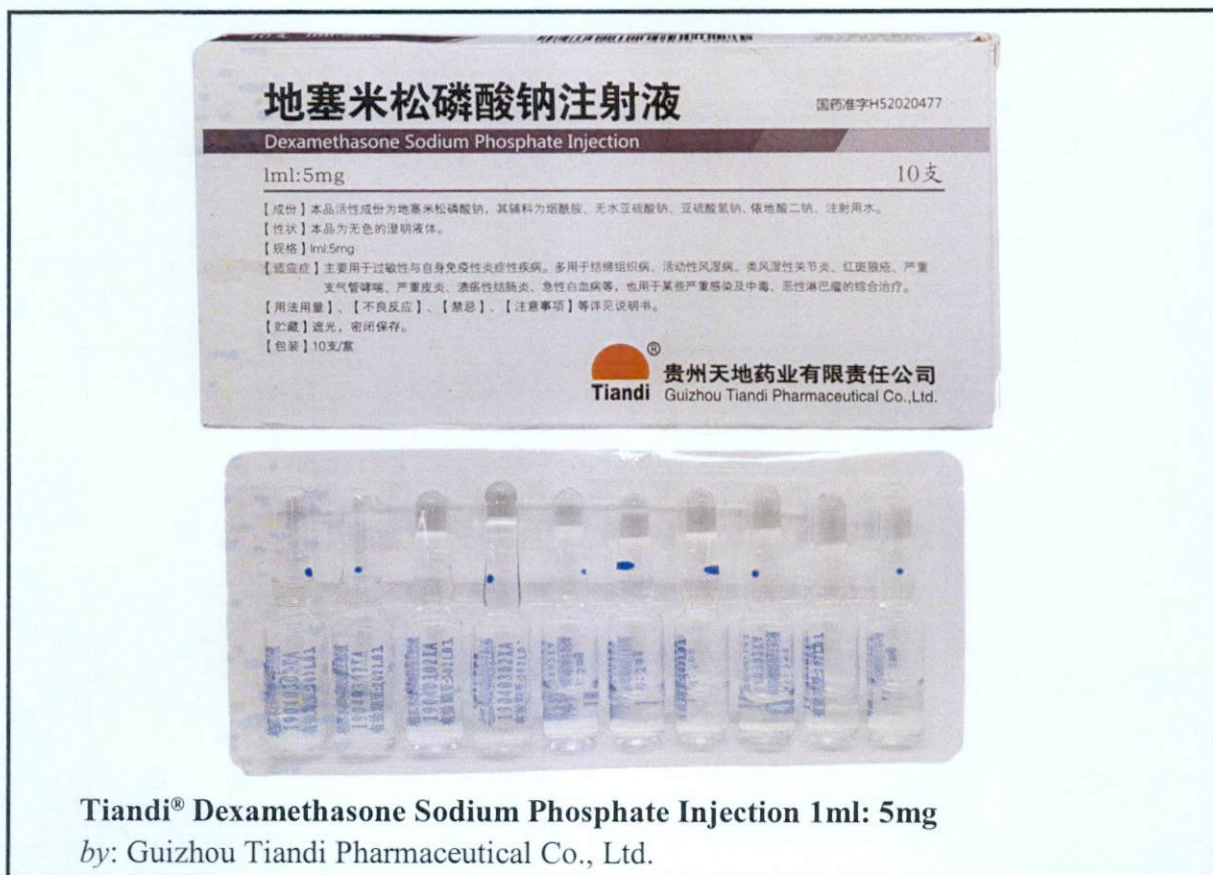 地塞米松磷酸钠注射液
国药准字H52020477
Dexamethasone Sodium Phosphate Injection
1ml:5mg
10支
【成份】本品活性成份为地塞米松磷酸钠，其辅料为烟酰胺、无水亚硫酸钠、亚硫酸氢钠、依地酸二钠、注射用水。
【性状】本品为无色的澄明液体。
【规格】1ml:5mg
【适应症】主要用于过敏性与自身免疫性炎症性疾病。多用于结缔组织病、活动性风湿病、类风湿性关节炎、红斑狼疮、严重
支气管哮喘、严重皮炎、溃疡性结肠炎、急性白血病等，也用于某些严重感染及中毒、恶性淋巴瘤的综合治疗。
【用法用量】、【不良反应】、【禁忌】、【注意事项】等详见说明书。
【贮藏】遮光，密闭保存。
【包装】10支/盒
®
Tiandi
贵州天地药业有限责任公司
Guizhou Tiandi Pharmaceutical Co.,Ltd.
19040302XA
Tiandi® Dexamethasone Sodium Phosphate Injection 1ml: 5mg
by: Guizhou Tiandi Pharmaceutical Co., Ltd.